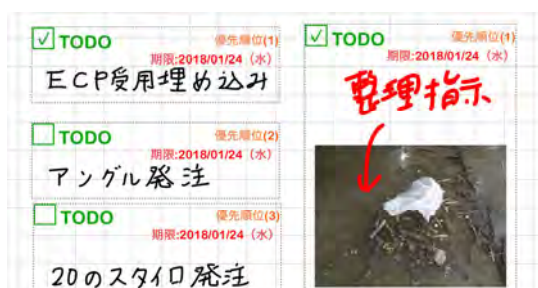 TODO
優先順位(1)
期限:2018/01/24（水）
ECP受用埋め込み
TODO
優先順位(2)
期限:2018/01/24（水）
アングル発注
TODO
優先順位(3)
期限:2018/01/24（水）
20のスタイロ発注
TODO
優先順位(1)
期限:2018/01/24（水）
整理指示